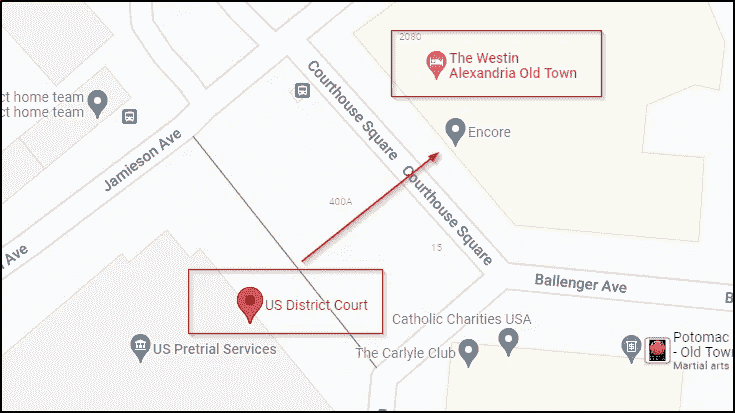 2080
The Westin
Alexandria Old Town
ct home team
ct home team
Courthouse Square
Encore
Jamieson Ave
Courthouse Square
400A
15
Ave
Ballenger Ave
B
US District Court
Catholic Charities USA
US Pretrial Services
The Carlyle Club
Potomac
- Old Town
Martial arts